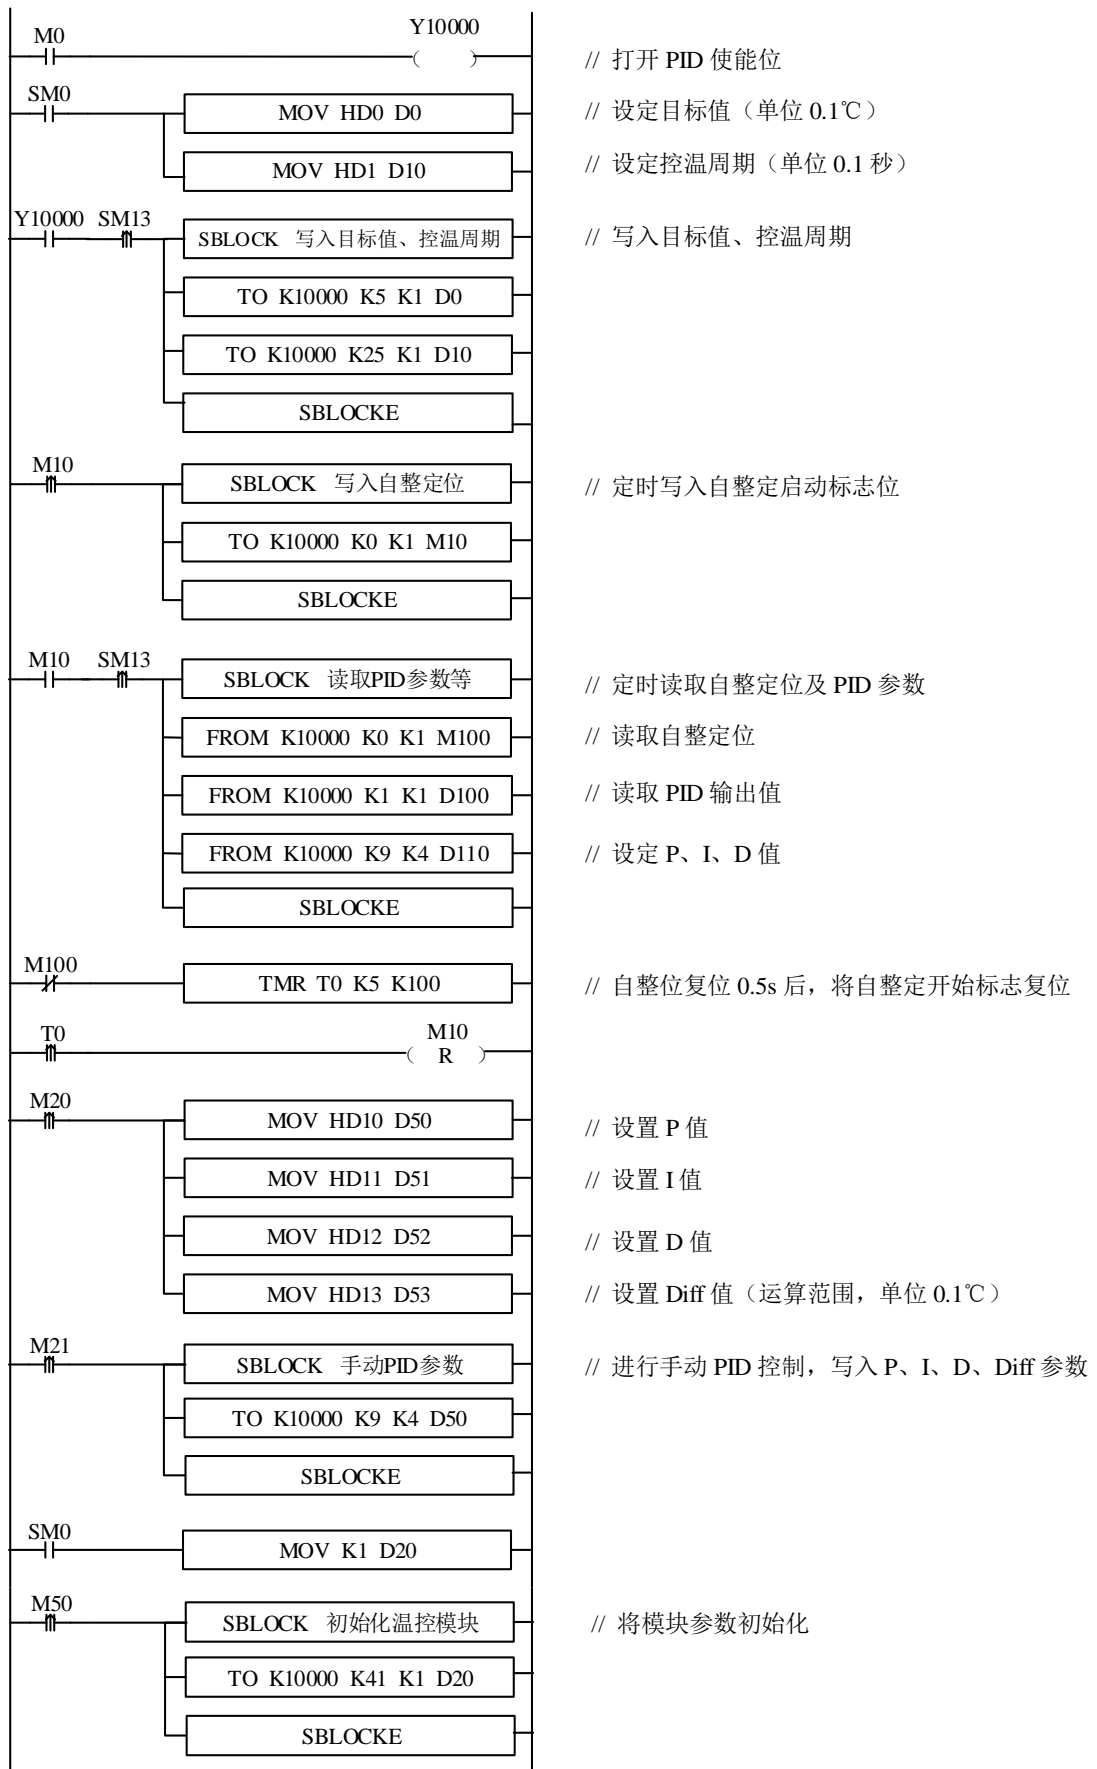 M0
Y10000
( )
// 打开 PID 使能位
SM0
MOV HD0 D0
// 设定目标值（单位 0.1℃）
MOV HD1 D10
// 设定控温周期（单位 0.1 秒）
Y10000 SM13
SBLOCK 写入目标值、控温周期
// 写入目标值、控温周期
TO K10000 K5 K1 D0
TO K10000 K25 K1 D10
SBLOCKE
M10
SBLOCK 写入自整定位
// 定时写入自整定启动标志位
TO K10000 K0 K1 M10
SBLOCKE
M10 SM13
SBLOCK 读取PID参数等
// 定时读取自整定位及 PID 参数
FROM K10000 K0 K1 M100
// 读取自整定位
FROM K10000 K1 K1 D100
// 读取 PID 输出值
FROM K10000 K9 K4 D110
// 设定 P、I、D 值
SBLOCKE
M100
TMR T0 K5 K100
// 自整位复位 0.5s 后，将自整定开始标志复位
T0
M10
( R )
M20
MOV HD10 D50
// 设置 P 值
MOV HD11 D51
// 设置 I 值
MOV HD12 D52
// 设置 D 值
MOV HD13 D53
// 设置 Diff 值（运算范围，单位 0.1℃）
M21
SBLOCK 手动PID参数
// 进行手动 PID 控制，写入 P、I、D、Diff 参数
TO K10000 K9 K4 D50
SBLOCKE
SM0
MOV K1 D20
M50
SBLOCK 初始化温控模块
// 将模块参数初始化
TO K10000 K41 K1 D20
SBLOCKE